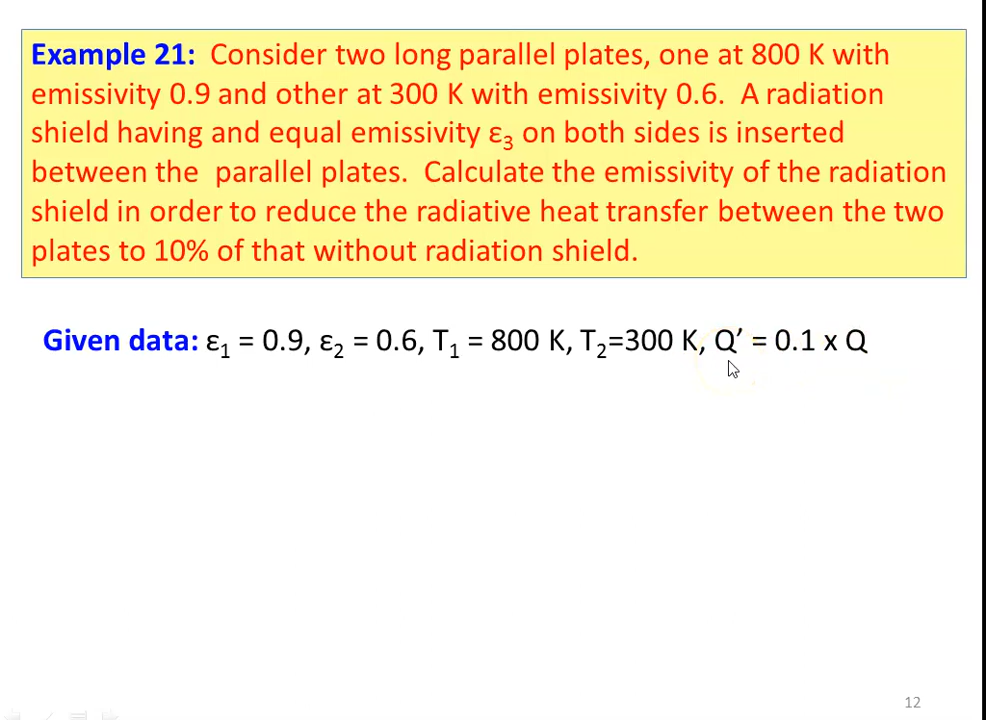 Example 21: Consider two long parallel plates, one at 800 K with
emissivity 0.9 and other at 300 K with emissivity 0.6. A radiation
shield having and equal emissivity ε₃ on both sides is inserted
between the parallel plates. Calculate the emissivity of the radiation
shield in order to reduce the radiative heat transfer between the two
plates to 10% of that without radiation shield.
Given data: ε₁ = 0.9, ε₂ = 0.6, T₁ = 800 K, T₂=300 K, Q’ = 0.1 x Q
12